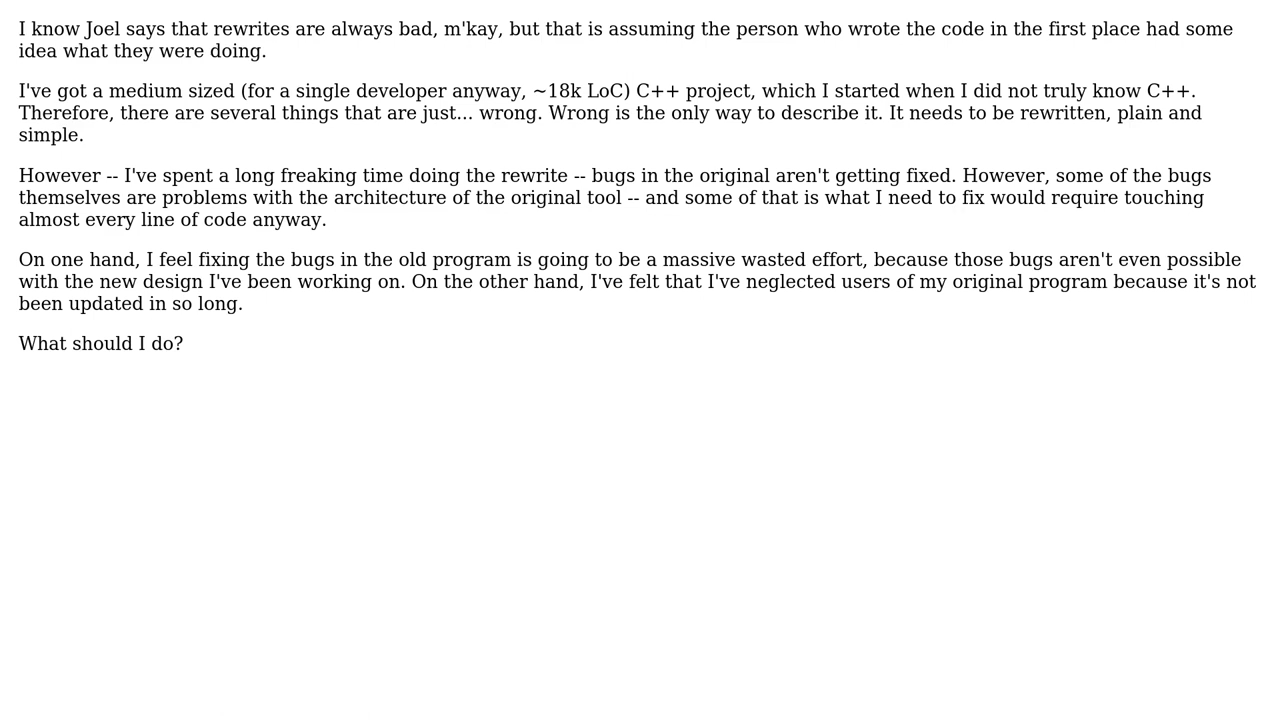 I know Joel says that rewrites are always bad, m'kay, but that is assuming the person who wrote the code in the first place had some
idea what they were doing.
I've got a medium sized (for a single developer anyway, ~18k LoC) C++ project, which I started when I did not truly know C++.
Therefore, there are several things that are just... wrong. Wrong is the only way to describe it. It needs to be rewritten, plain and
simple.
However -- I've spent a long freaking time doing the rewrite -- bugs in the original aren't getting fixed. However, some of the bugs
themselves are problems with the architecture of the original tool -- and some of that is what I need to fix would require touching
almost every line of code anyway.
On one hand, I feel fixing the bugs in the old program is going to be a massive wasted effort, because those bugs aren't even possible
with the new design I've been working on. On the other hand, I've felt that I've neglected users of my original program because it's not
been updated in so long.
What should I do?